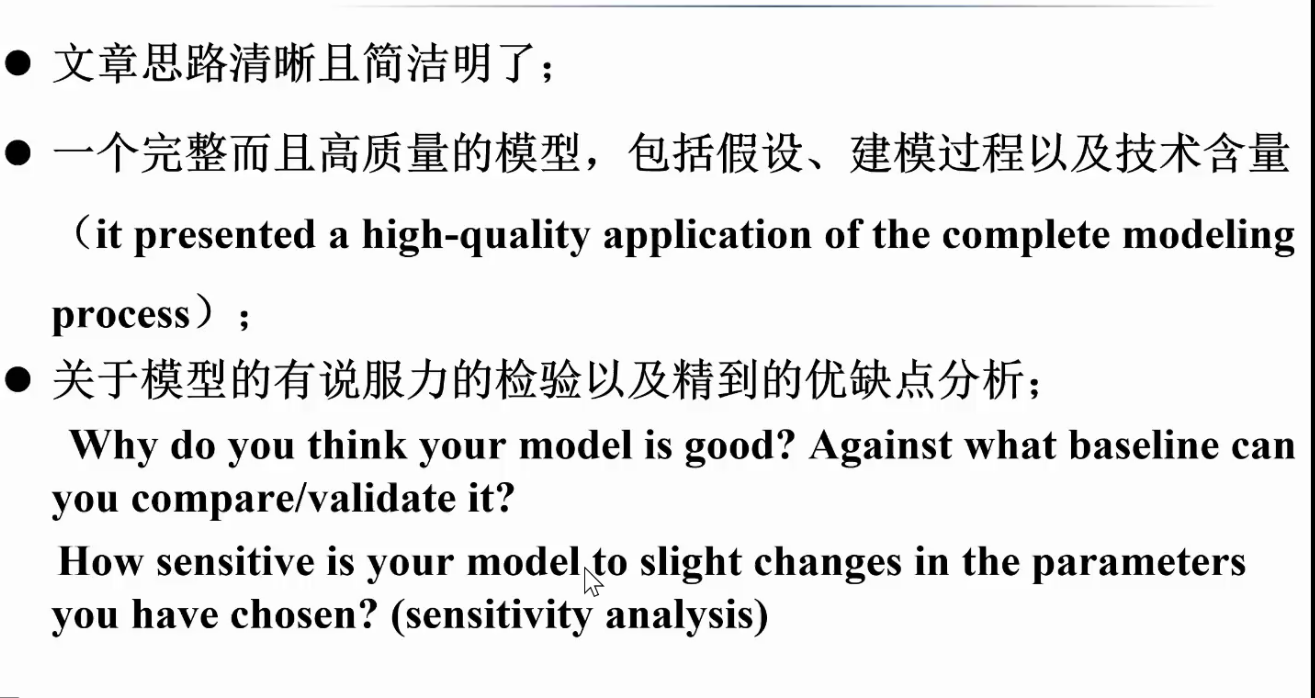 ● 文章思路清晰且简洁明了；
● 一个完整而且高质量的模型，包括假设、建模过程以及技术含量
（it presented a high-quality application of the complete modeling
process）；
● 关于模型的有说服力的检验以及精到的优缺点分析；
Why do you think your model is good? Against what baseline can
you compare/validate it?
How sensitive is your model to slight changes in the parameters
you have chosen? (sensitivity analysis)